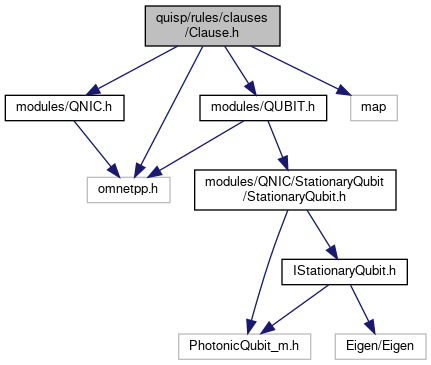 quisp/rules/clauses
/Clause.h
modules/QNIC.h
modules/QUBIT.h
map
omnetpp.h
modules/QNIC/StationaryQubit
/StationaryQubit.h
IStationaryQubit.h
PhotonicQubit_m.h
Eigen/Eigen